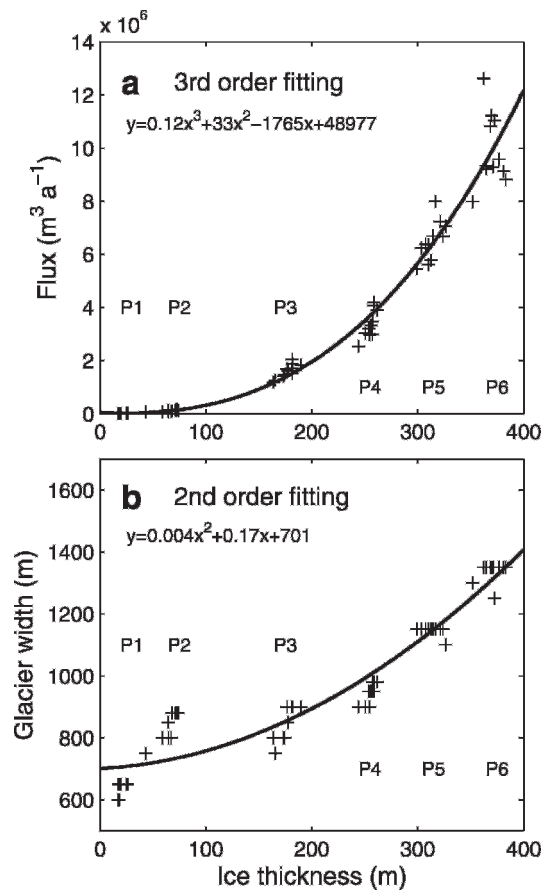 x 10⁶
14
12
10
8
6
4
2
0
Flux (m³ a⁻¹)
a 3rd order fitting
y=0.12x³+33x²−1765x+48977
P1 P2 P3
P4 P5 P6
0 100 200 300 400
1600
1400
1200
1000
800
600
Glacier width (m)
b 2nd order fitting
y=0.004x²+0.17x+701
P1 P2 P3
P4 P5 P6
0 100 200 300 400
Ice thickness (m)